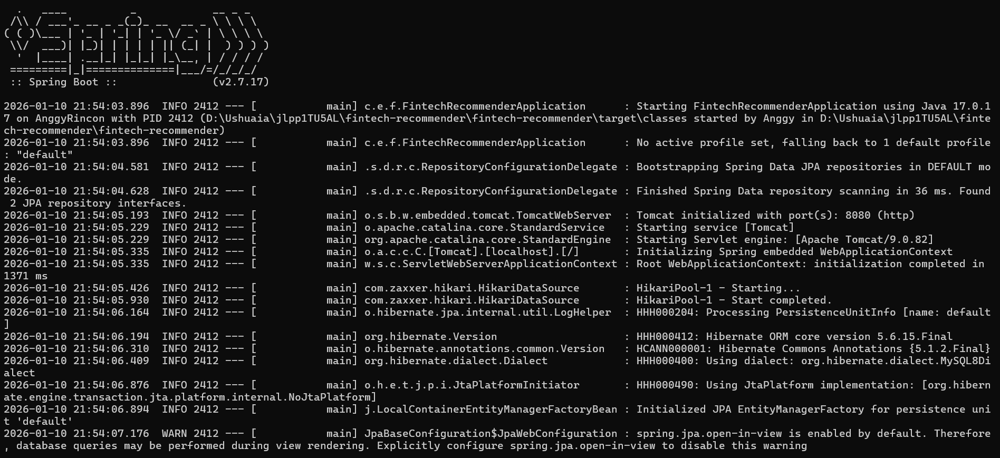 .   ____          _            __ _ _
 /\\ / ___'_ __ _ _(_)_ __  __ _ \ \ \ \
( ( )\___ | '_ | '_| | '_ \/ _` | \ \ \ \
 \\/  ___)| |_)| | | | | || (_| |  ) ) ) )
  '  |____| .__|_| |_|_| |_\__, | / / / /
 =========|_|==============|___/=/_/_/_/
 :: Spring Boot ::               (v2.7.17)

2026-01-10 21:54:03.896  INFO 2412 --- [           main] c.e.f.FintechRecommenderApplication      : Starting FintechRecommenderApplication using Java 17.0.1
7 on AnggyRincon with PID 2412 (D:\Ushuaia\jlpp1TU5AL\fintech-recommender\fintech-recommender\target\classes started by Anggy in D:\Ushuaia\jlpp1TU5AL\finte
ch-recommender\fintech-recommender)
2026-01-10 21:54:03.896  INFO 2412 --- [           main] c.e.f.FintechRecommenderApplication      : No active profile set, falling back to 1 default profile
: "default"
2026-01-10 21:54:04.581  INFO 2412 --- [           main] .s.d.r.c.RepositoryConfigurationDelegate : Bootstrapping Spring Data JPA repositories in DEFAULT mo
de.
2026-01-10 21:54:04.628  INFO 2412 --- [           main] .s.d.r.c.RepositoryConfigurationDelegate : Finished Spring Data repository scanning in 36 ms. Found
 2 JPA repository interfaces.
2026-01-10 21:54:05.193  INFO 2412 --- [           main] o.s.b.w.embedded.tomcat.TomcatWebServer  : Tomcat initialized with port(s): 8080 (http)
2026-01-10 21:54:05.229  INFO 2412 --- [           main] o.apache.catalina.core.StandardService   : Starting service [Tomcat]
2026-01-10 21:54:05.229  INFO 2412 --- [           main] org.apache.catalina.core.StandardEngine  : Starting Servlet engine: [Apache Tomcat/9.0.82]
2026-01-10 21:54:05.335  INFO 2412 --- [           main] o.a.c.c.C.[Tomcat].[localhost].[/]       : Initializing Spring embedded WebApplicationContext
2026-01-10 21:54:05.335  INFO 2412 --- [           main] w.s.c.ServletWebServerApplicationContext : Root WebApplicationContext: initialization completed in
1371 ms
2026-01-10 21:54:05.426  INFO 2412 --- [           main] com.zaxxer.hikari.HikariDataSource       : HikariPool-1 - Starting...
2026-01-10 21:54:05.930  INFO 2412 --- [           main] com.zaxxer.hikari.HikariDataSource       : HikariPool-1 - Start completed.
2026-01-10 21:54:06.164  INFO 2412 --- [           main] o.hibernate.jpa.internal.util.LogHelper  : HHH000204: Processing PersistenceUnitInfo [name: default
]
2026-01-10 21:54:06.194  INFO 2412 --- [           main] org.hibernate.Version                    : HHH000412: Hibernate ORM core version 5.6.15.Final
2026-01-10 21:54:06.310  INFO 2412 --- [           main] o.hibernate.annotations.common.Version   : HCANN000001: Hibernate Commons Annotations {5.1.2.Final}
2026-01-10 21:54:06.409  INFO 2412 --- [           main] org.hibernate.dialect.Dialect            : HHH000400: Using dialect: org.hibernate.dialect.MySQL8Di
alect
2026-01-10 21:54:06.876  INFO 2412 --- [           main] o.h.e.t.j.p.i.JtaPlatformInitiator       : HHH000490: Using JtaPlatform implementation: [org.hibern
ate.engine.transaction.jta.platform.internal.NoJtaPlatform]
2026-01-10 21:54:06.894  INFO 2412 --- [           main] j.LocalContainerEntityManagerFactoryBean : Initialized JPA EntityManagerFactory for persistence uni
t 'default'
2026-01-10 21:54:07.176  WARN 2412 --- [           main] JpaBaseConfiguration$JpaWebConfiguration : spring.jpa.open-in-view is enabled by default. Therefore
, database queries may be performed during view rendering. Explicitly configure spring.jpa.open-in-view to disable this warning